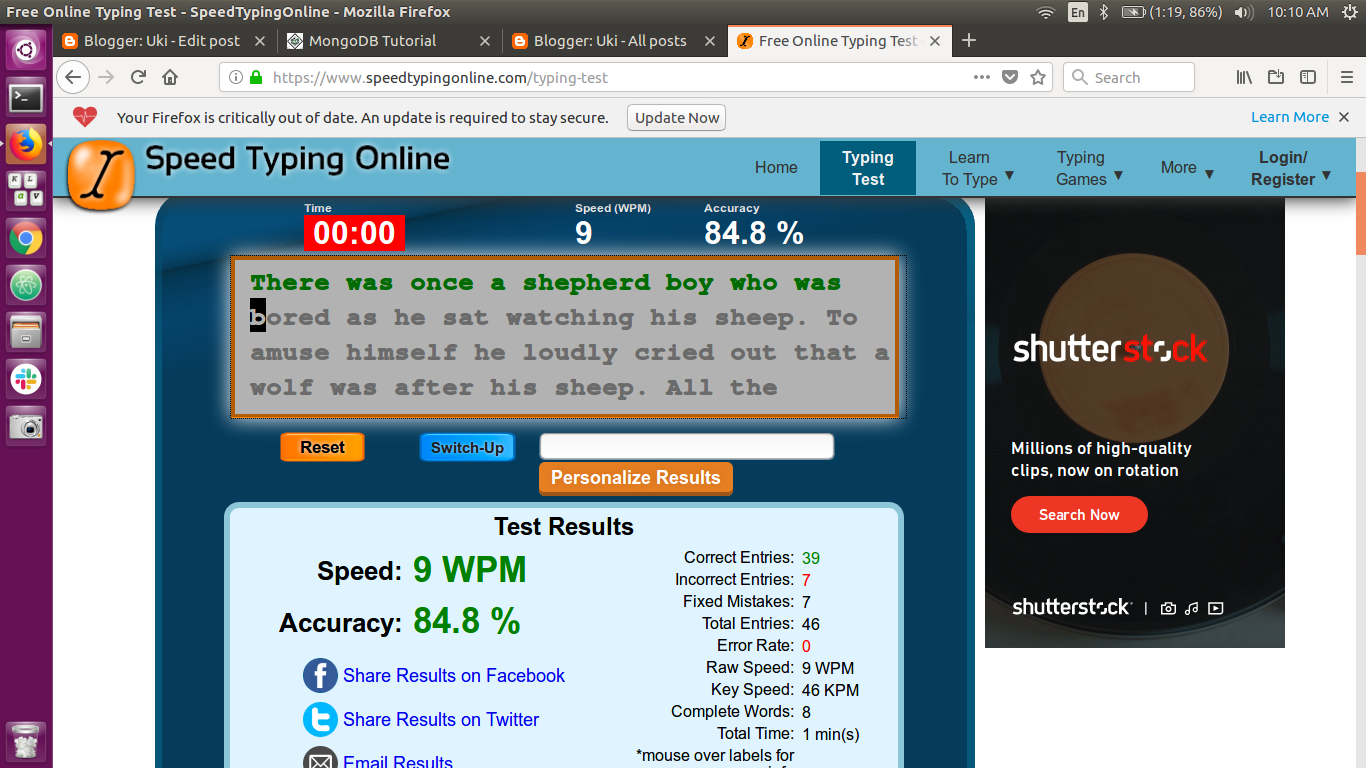 Free Online Typing Test - SpeedTypingOnline - Mozilla Firefox
En
(1:19, 86%)
10:10 AM
Blogger: Uki - Edit post
MongoDB Tutorial
Blogger: Uki - All posts
Free Online Typing Test
https://www.speedtypingonline.com/typing-test
Search
Your Firefox is critically out of date. An update is required to stay secure.
Update Now
Learn More
Speed Typing Online
Home
Typing Test
Learn To Type
Typing Games
More
Login/ Register
Time
Speed (WPM)
Accuracy
00:00
9
84.8 %
There was once a shepherd boy who was
bored as he sat watching his sheep. To
amuse himself he loudly cried out that a
wolf was after his sheep. All the
Reset
Switch-Up
Personalize Results
Test Results
Speed: 9 WPM
Accuracy: 84.8 %
Share Results on Facebook
Share Results on Twitter
Email Results
Correct Entries: 39
Incorrect Entries: 7
Fixed Mistakes: 7
Total Entries: 46
Error Rate: 0
Raw Speed: 9 WPM
Key Speed: 46 KPM
Complete Words: 8
Total Time: 1 min(s)
*mouse over labels for
shutterstock
Millions of high-quality
clips, now on rotation
Search Now
shutterstock